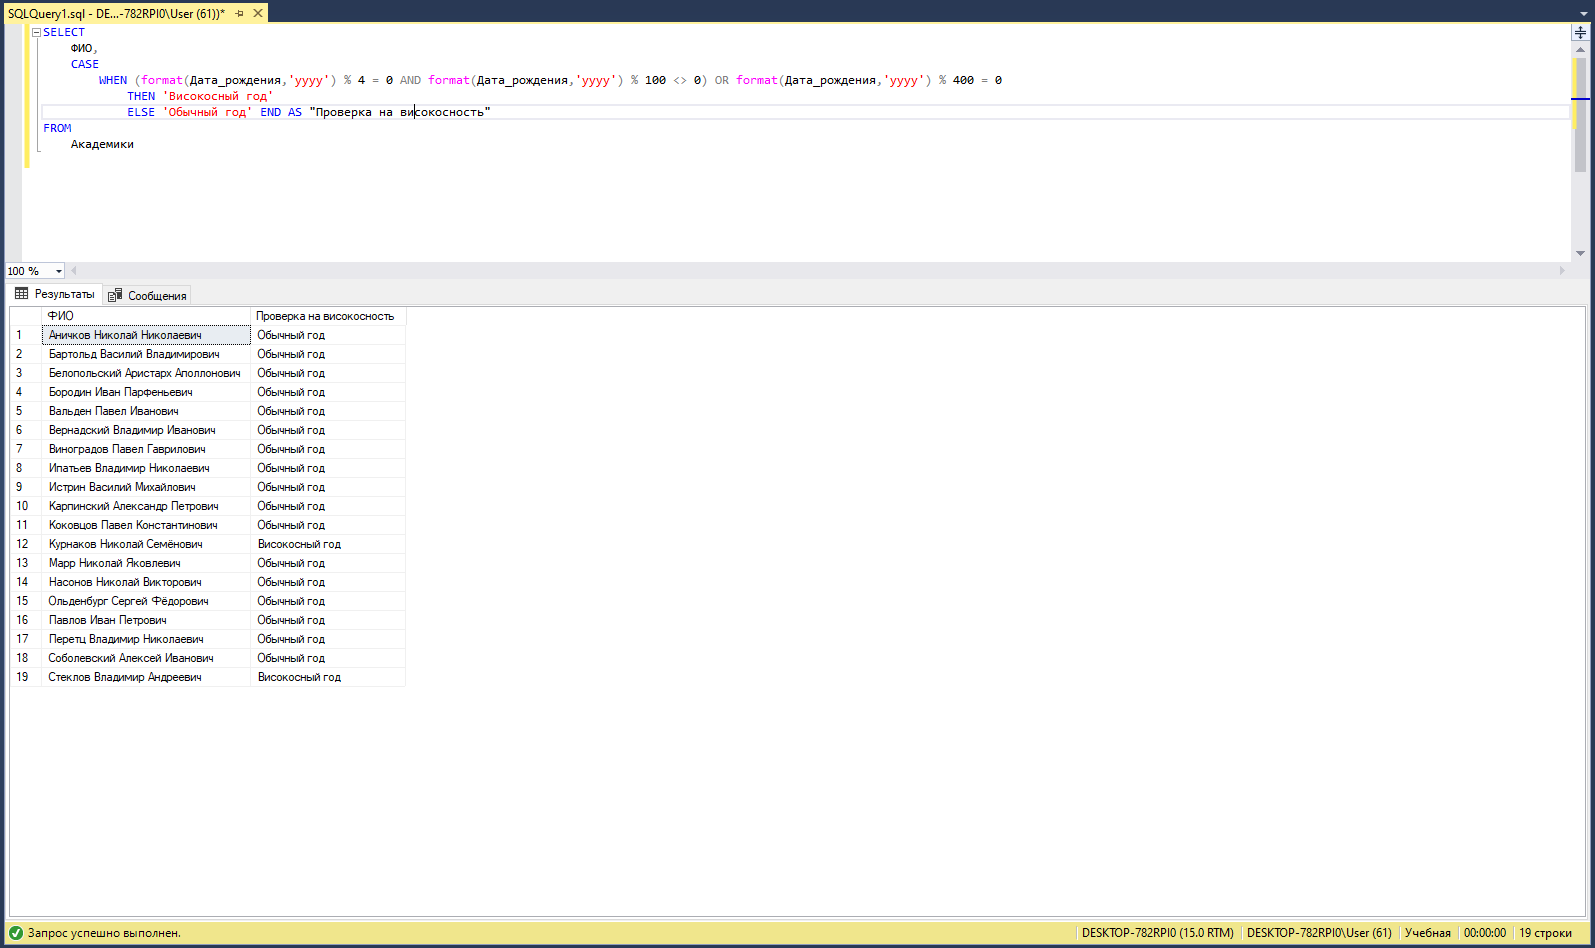 SQLQuery1.sql - DE...-782RPI0\User (61))*
SELECT
ФИО,
CASE
WHEN (format(Дата_рождения,'yyyy') % 4 = 0 AND format(Дата_рождения,'yyyy') % 100 <> 0) OR format(Дата_рождения,'yyyy') % 400 = 0
THEN 'Високосный год'
ELSE 'Обычный год' END AS "Проверка на високосность"
FROM
Академики
100 %
Результаты Сообщения
ФИО Проверка на високосность
1 Аничков Николай Николаевич Обычный год
2 Бартольд Василий Владимирович Обычный год
3 Белопольский Аристарх Аполлонович Обычный год
4 Бородин Иван Парфеньевич Обычный год
5 Вальден Павел Иванович Обычный год
6 Вернадский Владимир Иванович Обычный год
7 Виноградов Павел Гаврилович Обычный год
8 Ипатьев Владимир Николаевич Обычный год
9 Истрин Василий Михайлович Обычный год
10 Карпинский Александр Петрович Обычный год
11 Коковцов Павел Константинович Обычный год
12 Курнаков Николай Семёнович Високосный год
13 Марр Николай Яковлевич Обычный год
14 Насонов Николай Викторович Обычный год
15 Ольденбург Сергей Фёдорович Обычный год
16 Павлов Иван Петрович Обычный год
17 Перетц Владимир Николаевич Обычный год
18 Соболевский Алексей Иванович Обычный год
19 Стеклов Владимир Андреевич Високосный год
Запрос успешно выполнен. DESKTOP-782RPI0 (15.0 RTM) DESKTOP-782RPI0\User (61) Учебная 00:00:00 19 строки